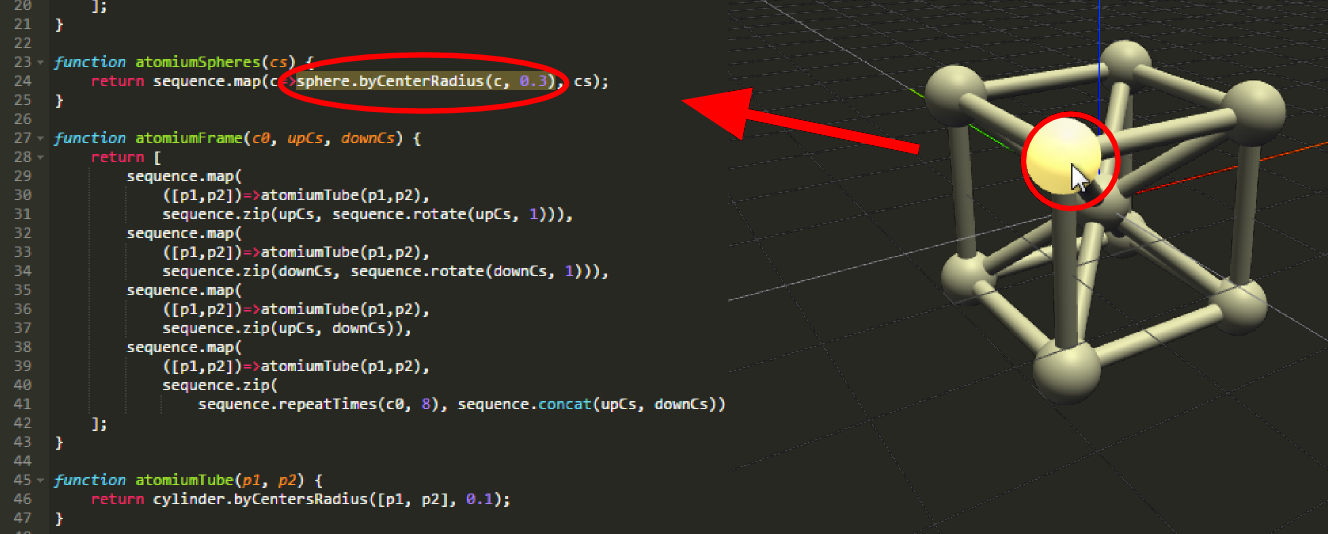 20 ];
21 }
22
23 function atomiumSpheres(cs) {
24 return sequence.map(c=>sphere.byCenterRadius(c, 0.3), cs);
25 }
26
27 function atomiumFrame(c0, upCs, downCs) {
28 return [
29 sequence.map(
30 ([p1,p2])=>atomiumTube(p1,p2),
31 sequence.zip(upCs, sequence.rotate(upCs, 1))),
32 sequence.map(
33 ([p1,p2])=>atomiumTube(p1,p2),
34 sequence.zip(downCs, sequence.rotate(downCs, 1))),
35 sequence.map(
36 ([p1,p2])=>atomiumTube(p1,p2),
37 sequence.zip(upCs, downCs)),
38 sequence.map(
39 ([p1,p2])=>atomiumTube(p1,p2),
40 sequence.zip(
41 sequence.repeatTimes(c0, 8), sequence.concat(upCs, downCs))
42 ];
43 }
44
45 function atomiumTube(p1, p2) {
46 return cylinder.byCentersRadius([p1, p2], 0.1);
47 }